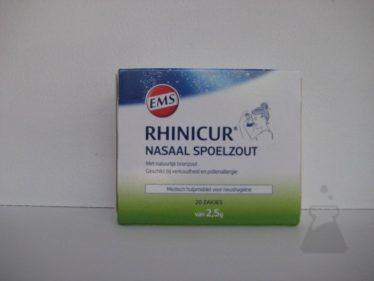 EMS
RHINICUR®
NASAAL SPOELZOUT
Met natuurlijk bronzout
Geschikt bij verkoudheid en pollenallergie
Medisch hulpmiddel voor neushygiëne
20 ZAKJES
van 2,5g